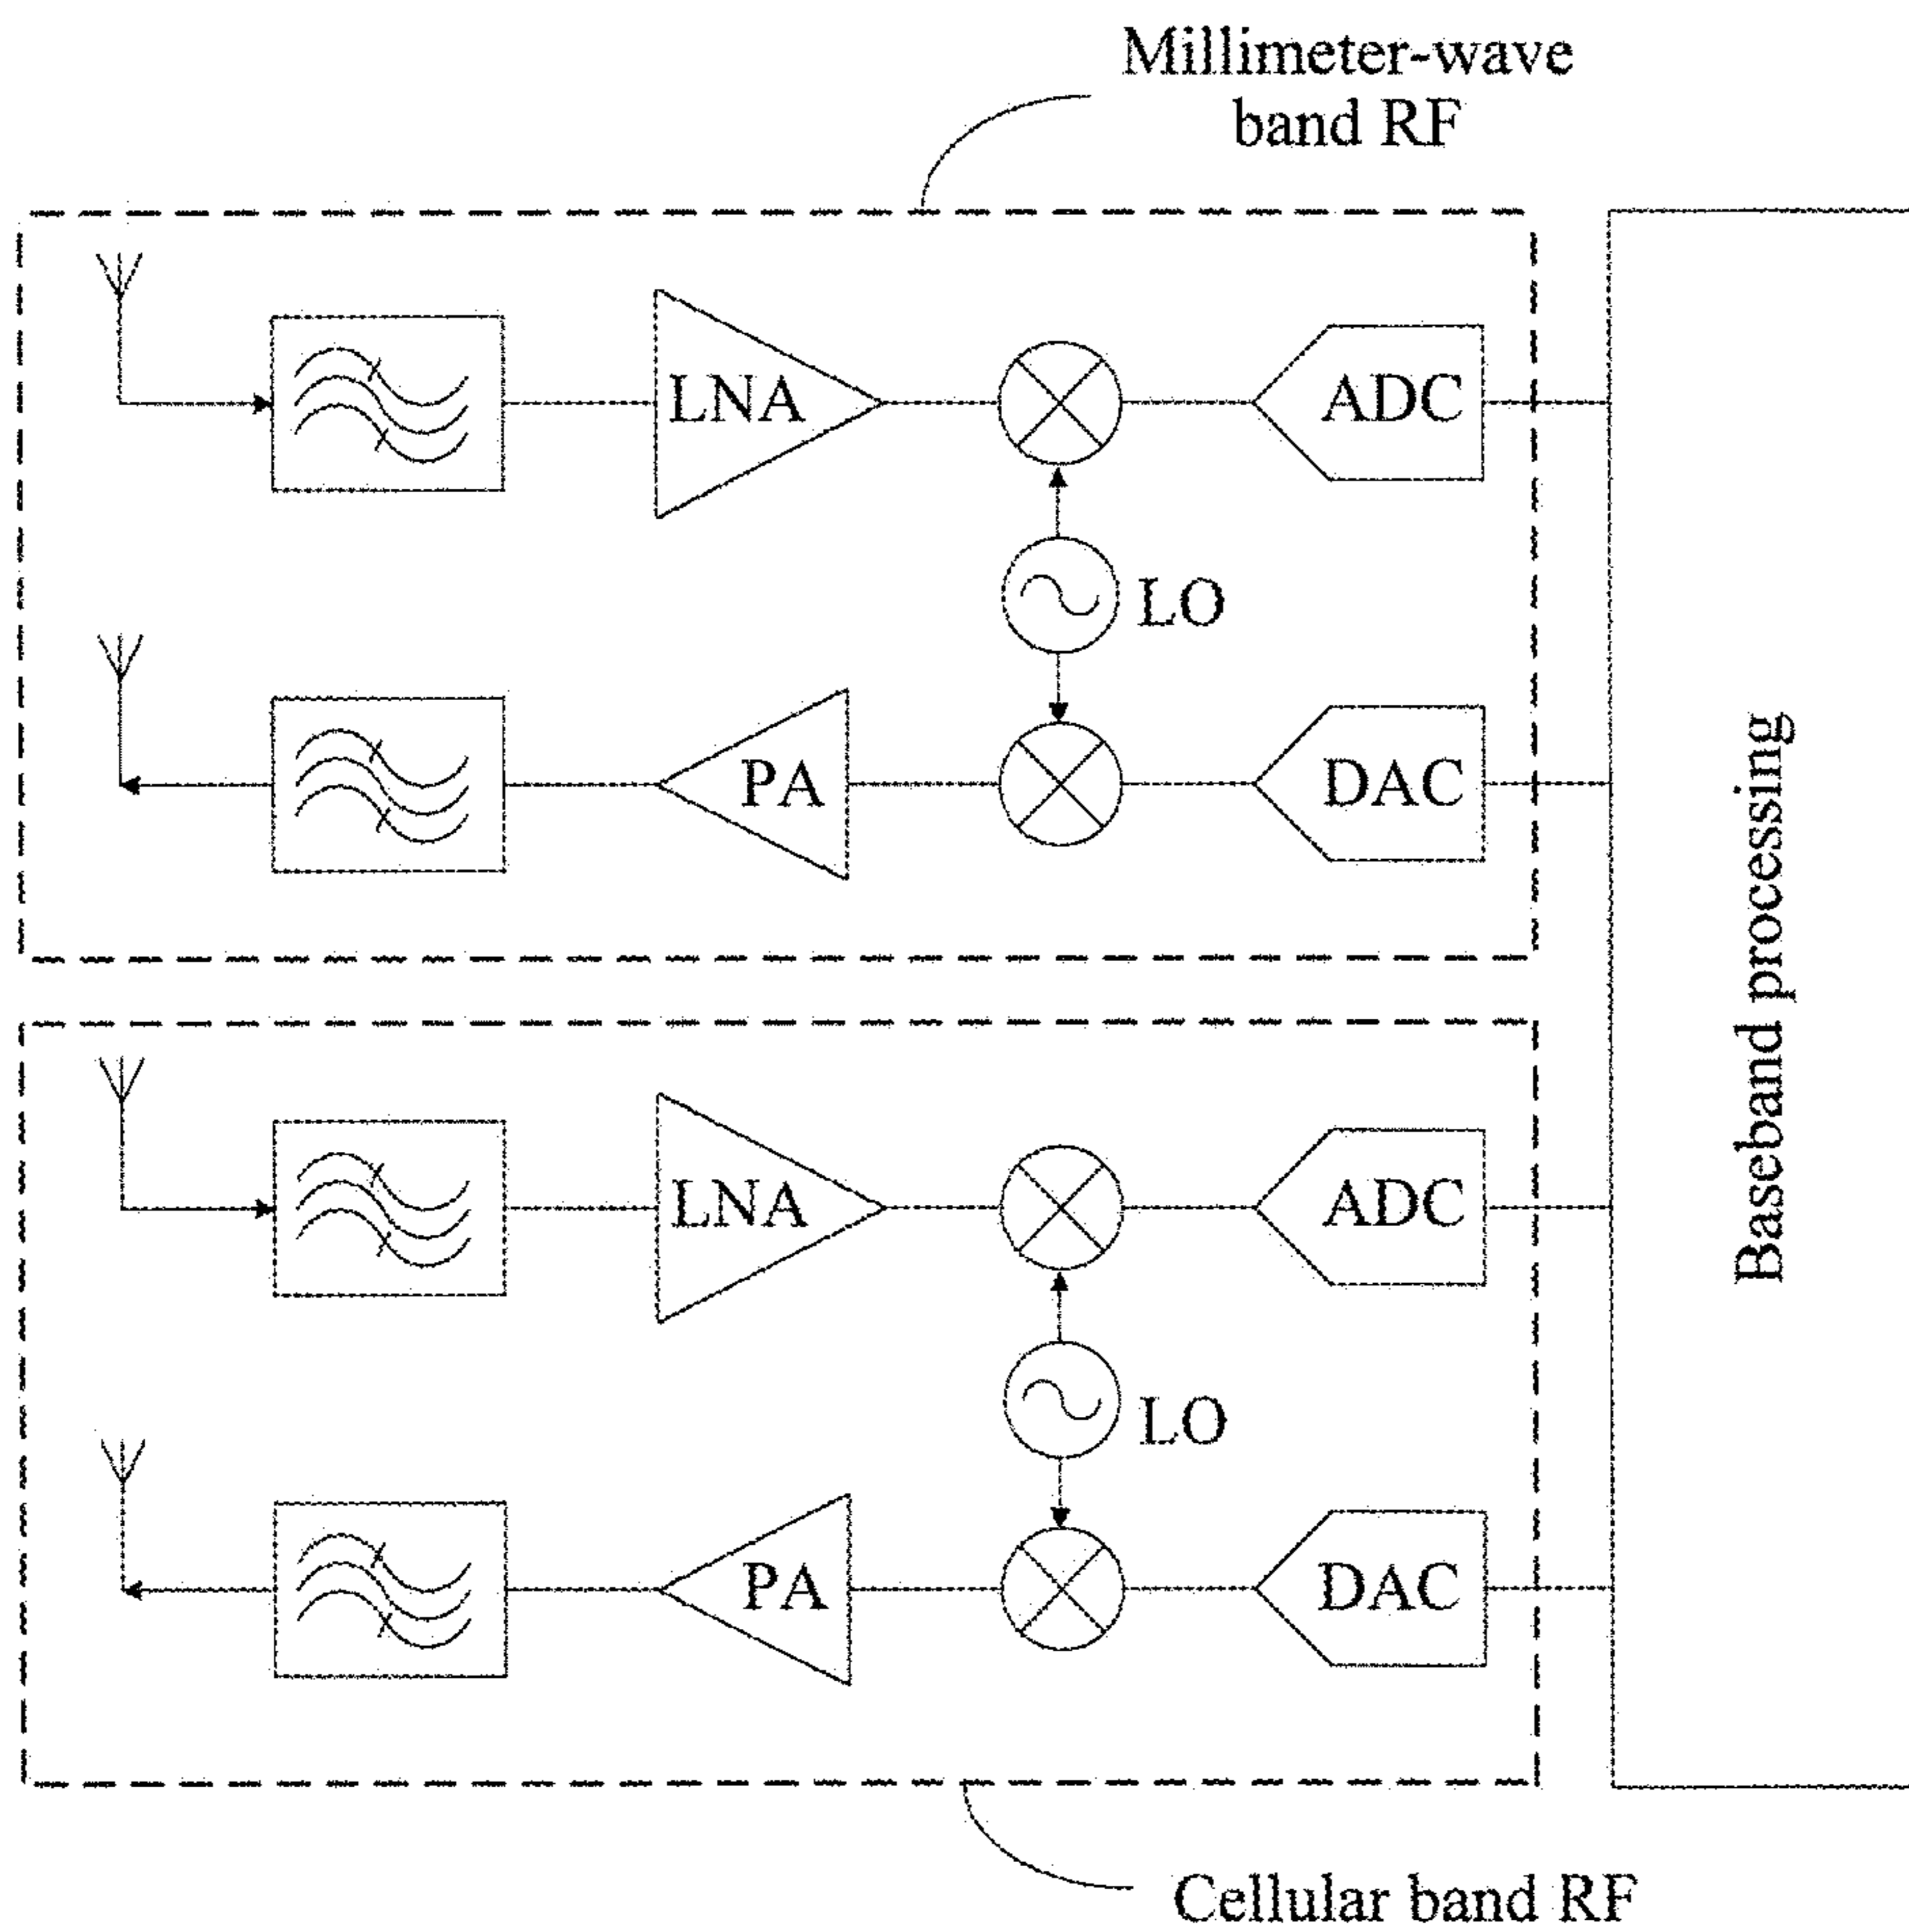 Millimeter-wave
band RF
LNA
ADC
LO
PA
DAC
Baseband processing
LNA
ADC
LO
PA
DAC
Cellular band RF